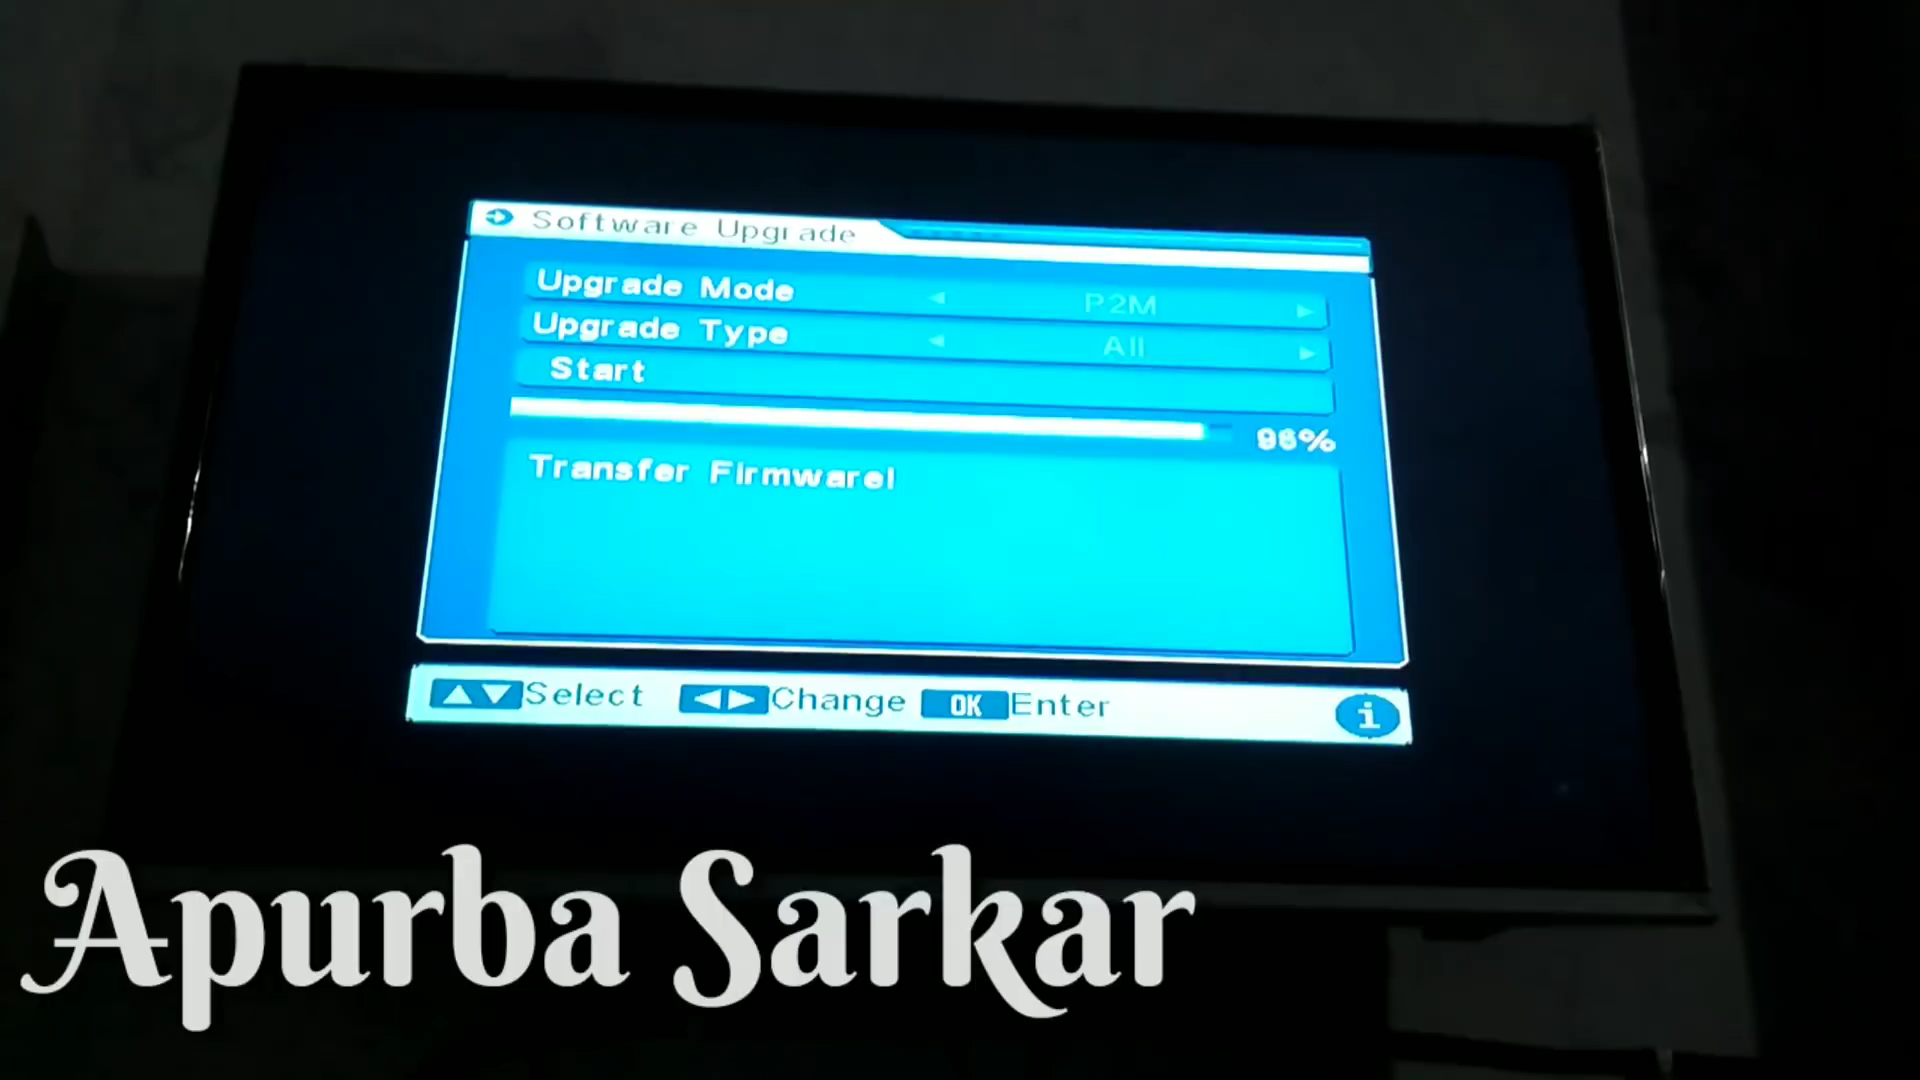 Software Upgrade
Upgrade Mode P2M
Upgrade Type All
Start
96%
Transfer Firmware!
Select Change OK Enter i
Apurba Sarkar